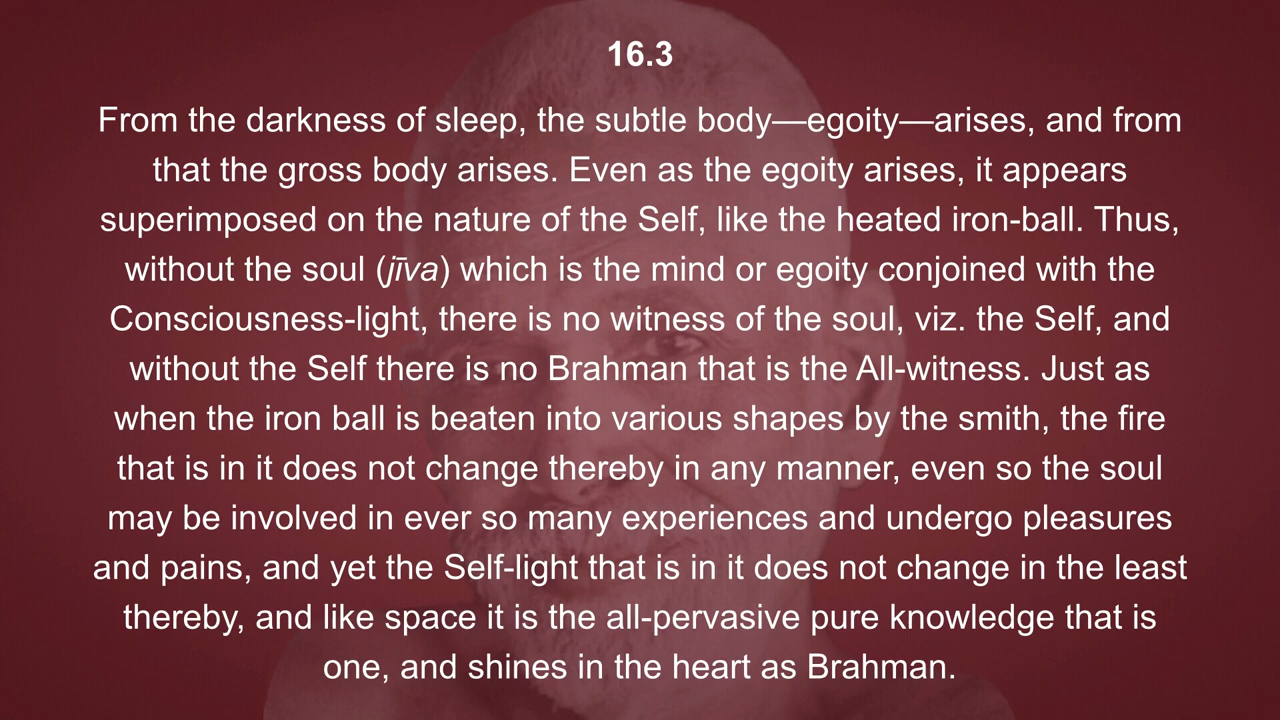 16.3
From the darkness of sleep, the subtle body—egoity—arises, and from
that the gross body arises. Even as the egoity arises, it appears
superimposed on the nature of the Self, like the heated iron-ball. Thus,
without the soul (jīva) which is the mind or egoity conjoined with the
Consciousness-light, there is no witness of the soul, viz. the Self, and
without the Self there is no Brahman that is the All-witness. Just as
when the iron ball is beaten into various shapes by the smith, the fire
that is in it does not change thereby in any manner, even so the soul
may be involved in ever so many experiences and undergo pleasures
and pains, and yet the Self-light that is in it does not change in the least
thereby, and like space it is the all-pervasive pure knowledge that is
one, and shines in the heart as Brahman.